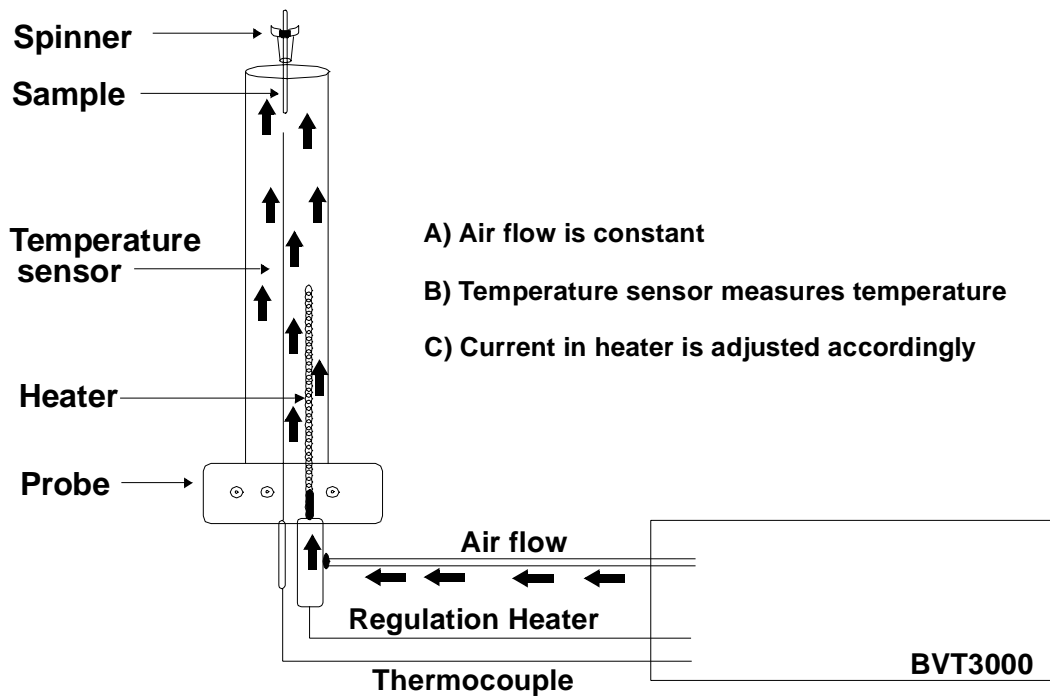 Spinner
Sample
Temperature
sensor
Heater
Probe
A) Air flow is constant
B) Temperature sensor measures temperature
C) Current in heater is adjusted accordingly
Air flow
Regulation Heater
Thermocouple
BVT3000